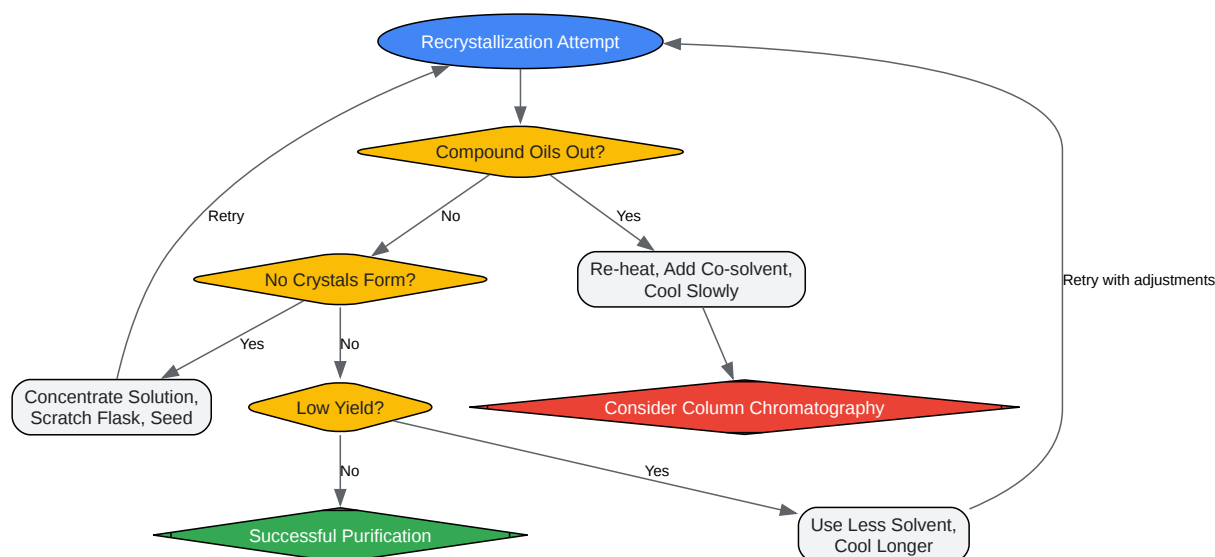 Recrystallization Attempt
Compound Oils Out?
Retry
No
Yes
No Crystals Form?
Re-heat, Add Co-solvent,
Cool Slowly
Retry with adjustments
Yes
No
Concentrate Solution,
Scratch Flask, Seed
Low Yield?
Consider Column Chromatography
No
Yes
Successful Purification
Use Less Solvent,
Cool Longer